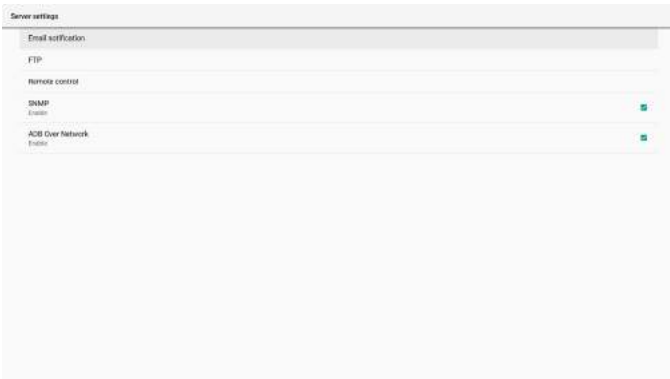 Server settings
Email notification
FTP
Remote control
SNMP
Enable
ADB Over Network
Enable